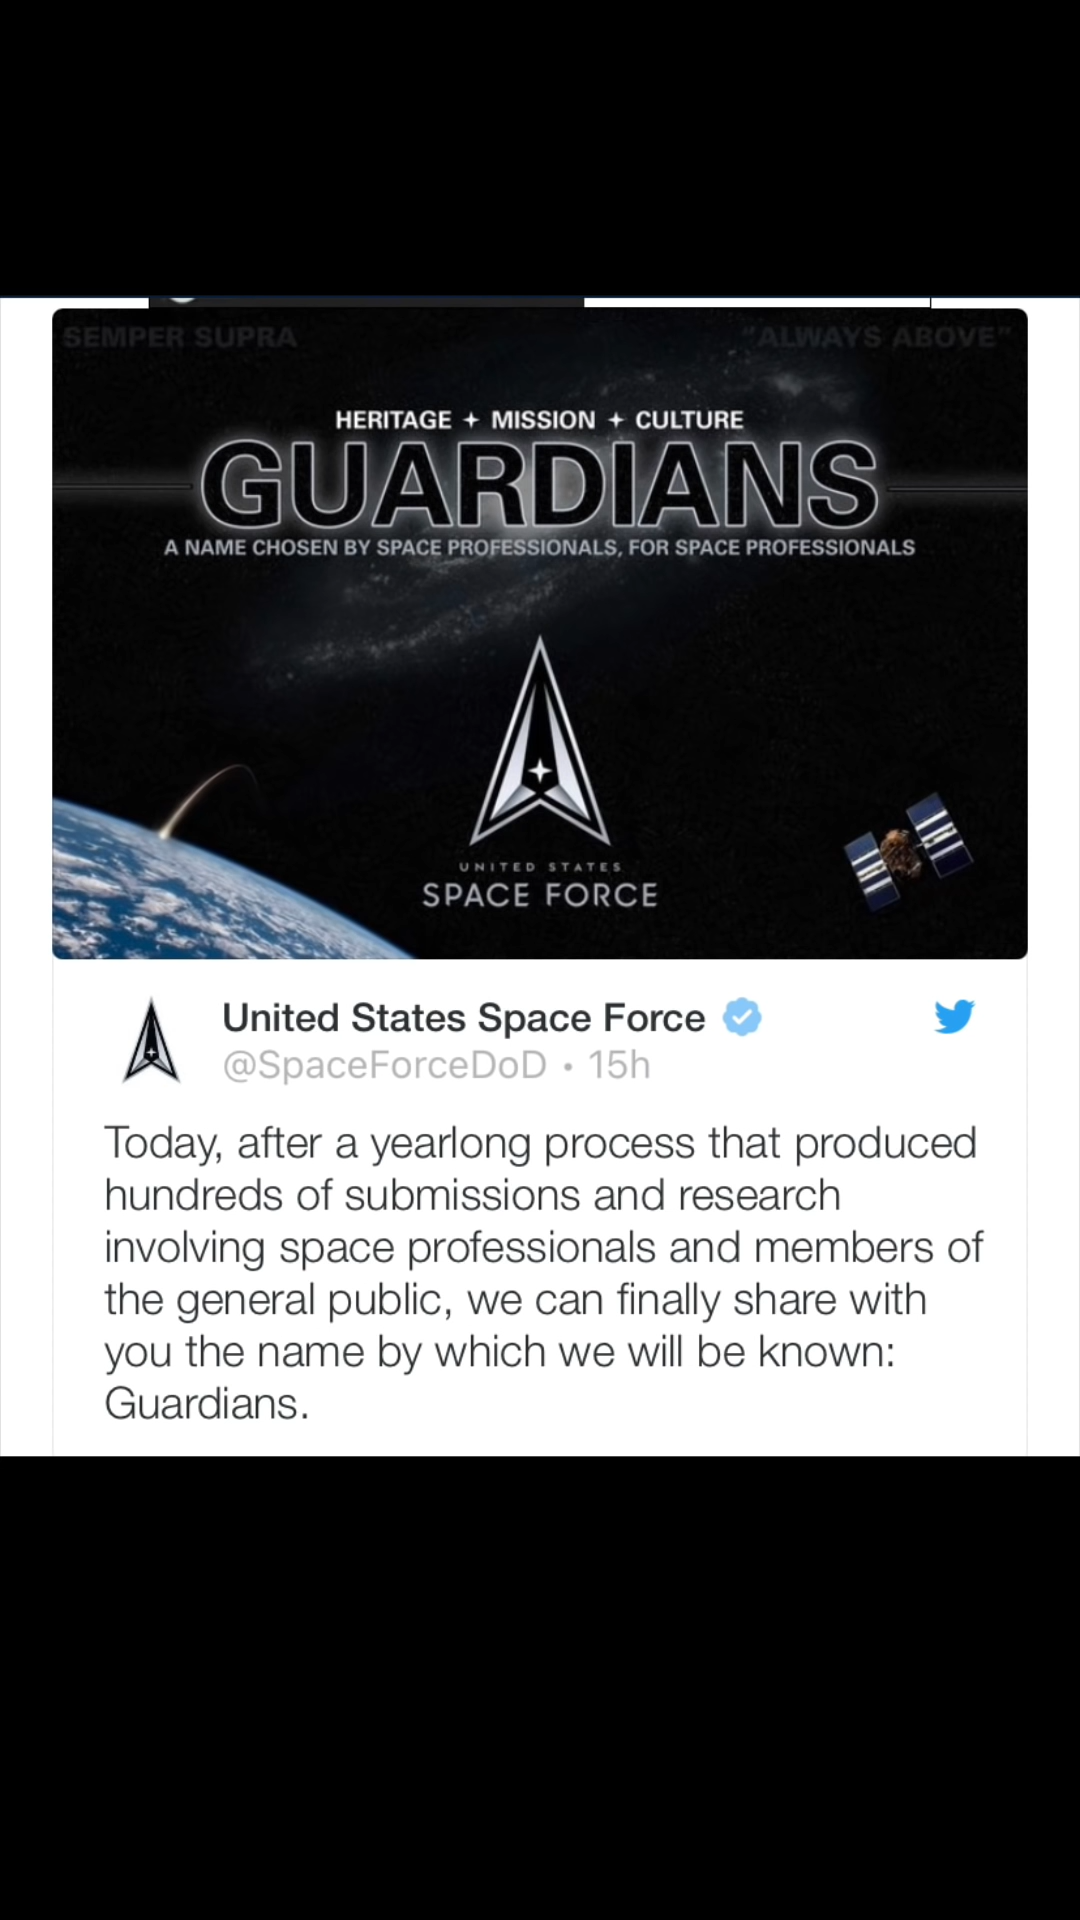 SEMPER SUPRA
"ALWAYS ABOVE"
HERITAGE + MISSION + CULTURE
GUARDIANS
A NAME CHOSEN BY SPACE PROFESSIONALS, FOR SPACE PROFESSIONALS
UNITED STATES
SPACE FORCE
United States Space Force
@SpaceForceDoD • 15h
Today, after a yearlong process that produced
hundreds of submissions and research
involving space professionals and members of
the general public, we can finally share with
you the name by which we will be known:
Guardians.